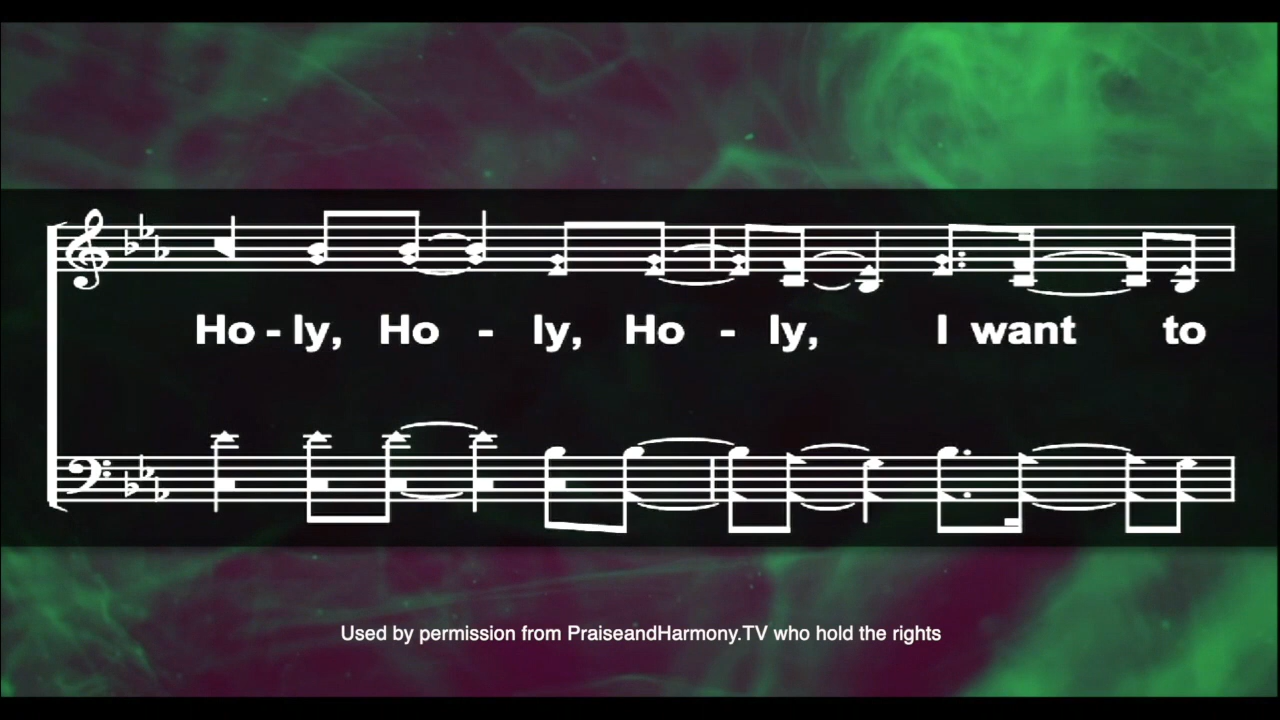 Ho - ly, Ho - ly, Ho - ly, I want to
Used by permission from PraiseandHarmony.TV who hold the rights